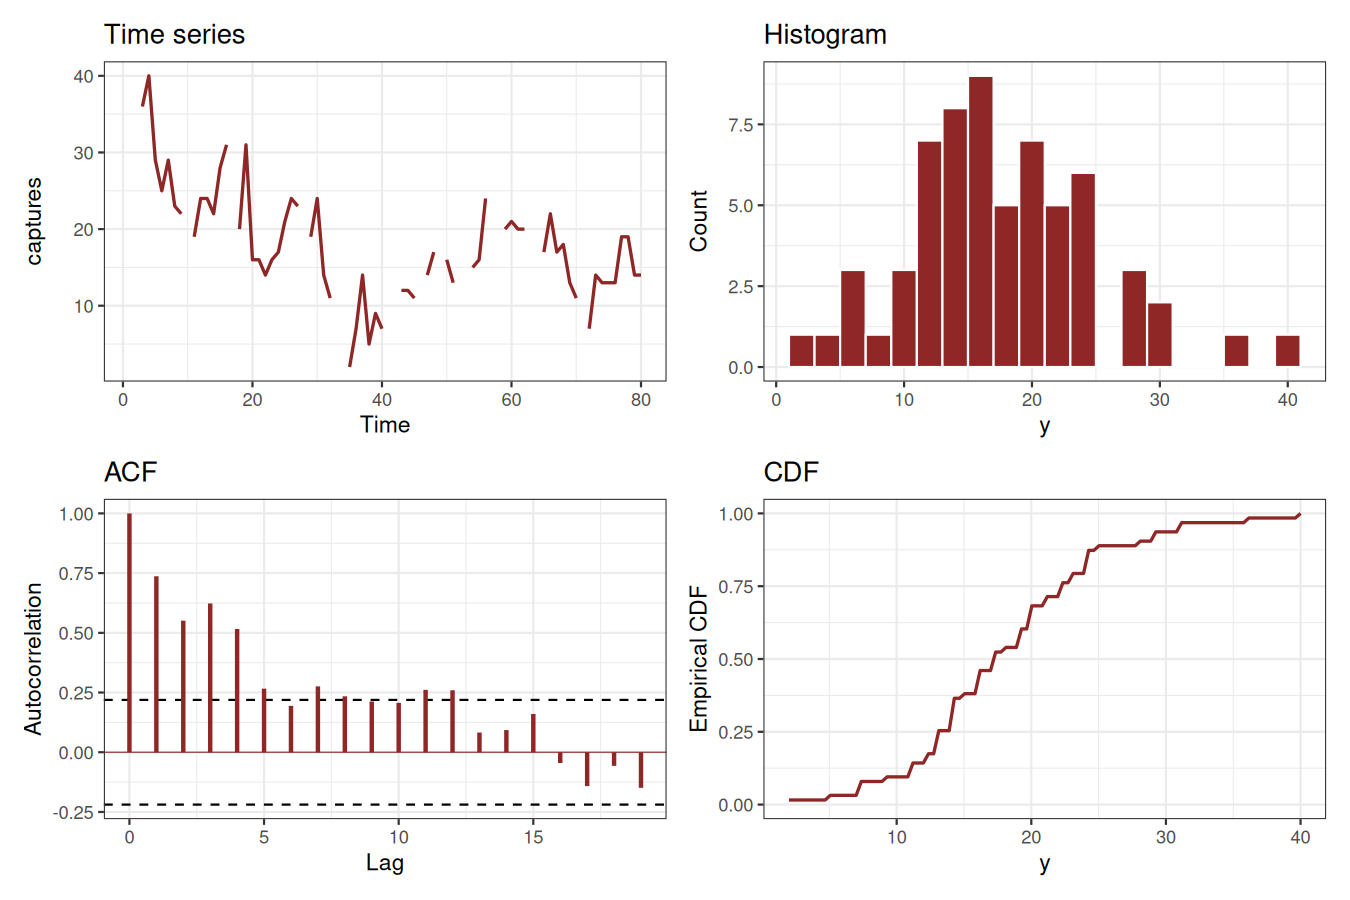 Time series
captures
40
30
20
10
0 20 40 60 80
Time
Histogram
Count
7.5
5.0
2.5
0.0
0 10 20 30 40
y
ACF
Autocorrelation
1.00
0.75
0.50
0.25
0.00
-0.25
0 5 10 15
Lag
CDF
Empirical CDF
1.00
0.75
0.50
0.25
0.00
10 20 30 40
y